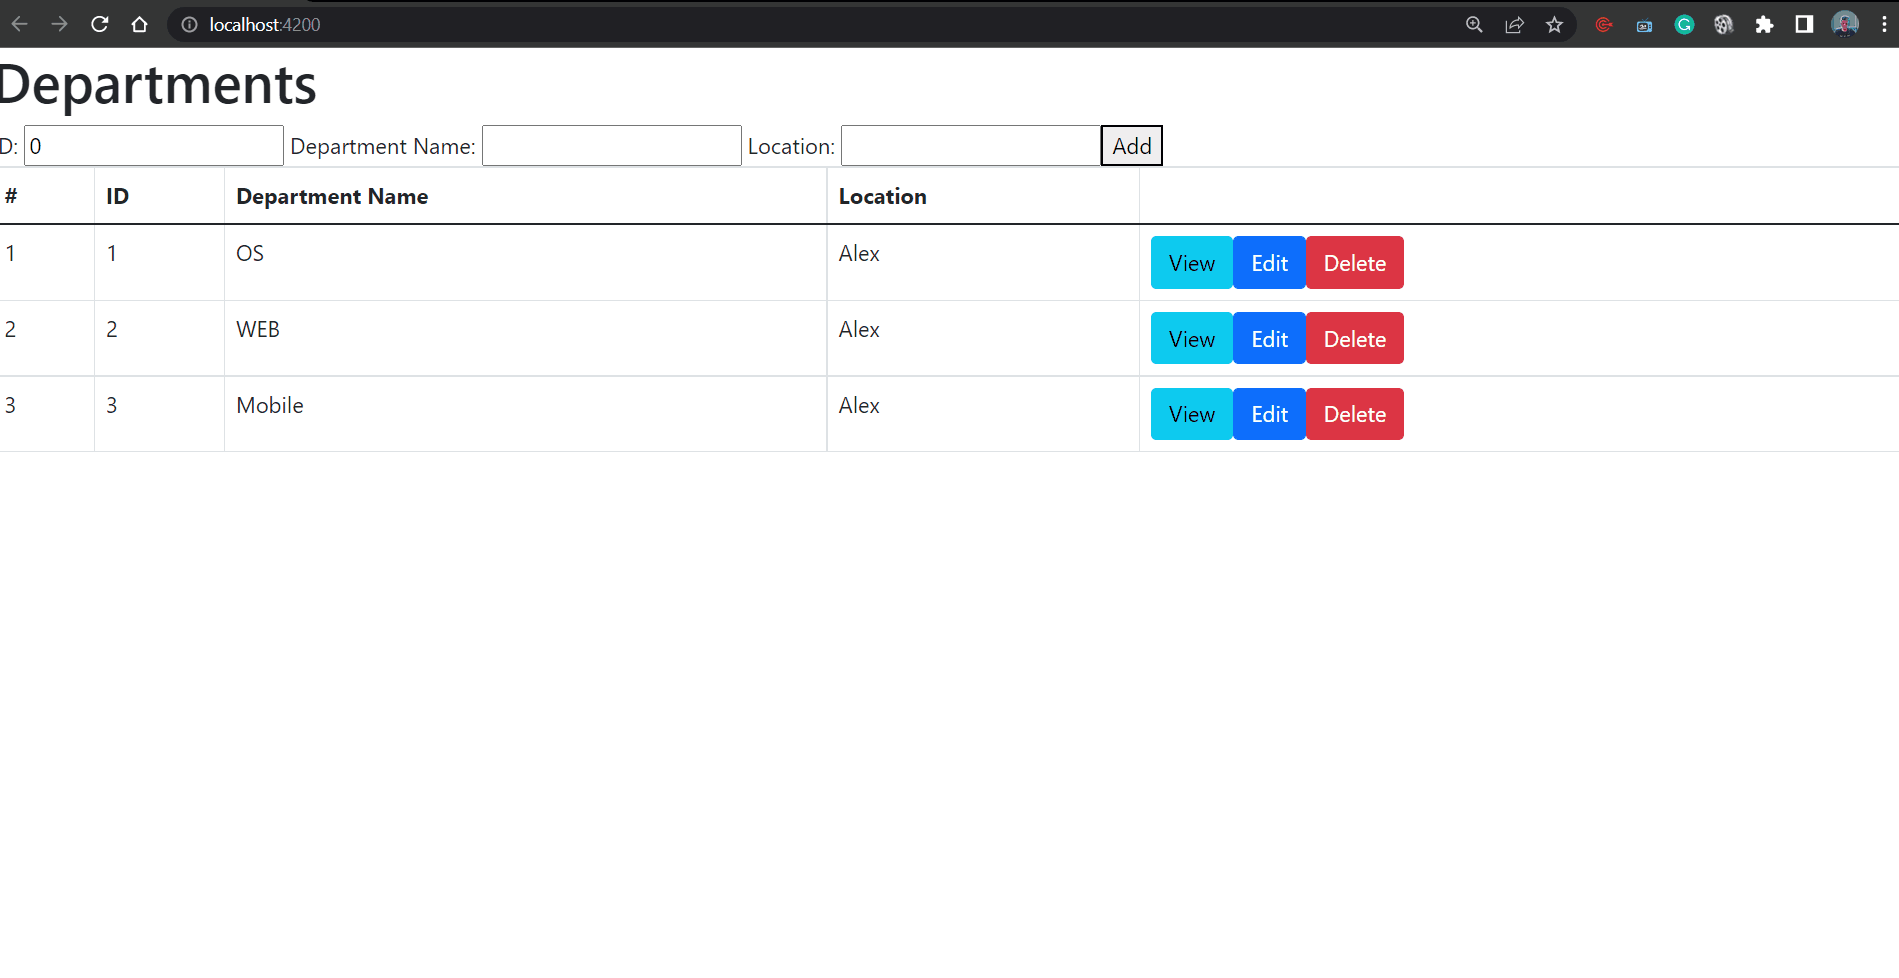 localhost:4200
Departments
D: 0 Department Name: Location: Add
# ID Department Name Location
1 1 OS Alex View Edit Delete
2 2 WEB Alex View Edit Delete
3 3 Mobile Alex View Edit Delete